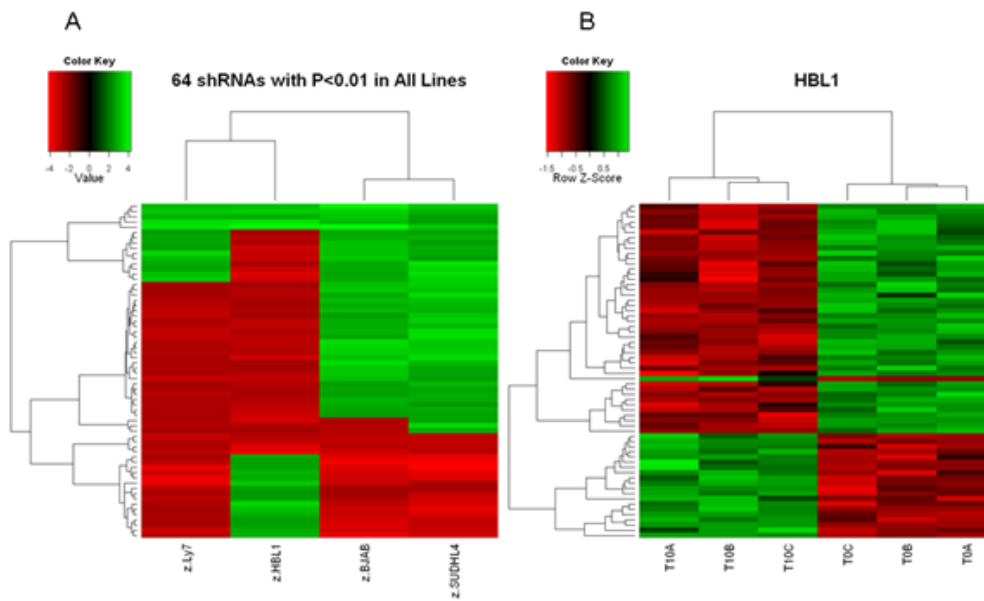 A
Color Key
-4 -2 0 2 4
Value
64 shRNAs with P<0.01 in All Lines
z.Ly7
z.HBL1
z.BJAB
z.SUDHL4
B
Color Key
-1.5 -0.5 0.5
Row Z-Score
HBL1
T10A
T10B
T10C
T0C
T0B
T0A